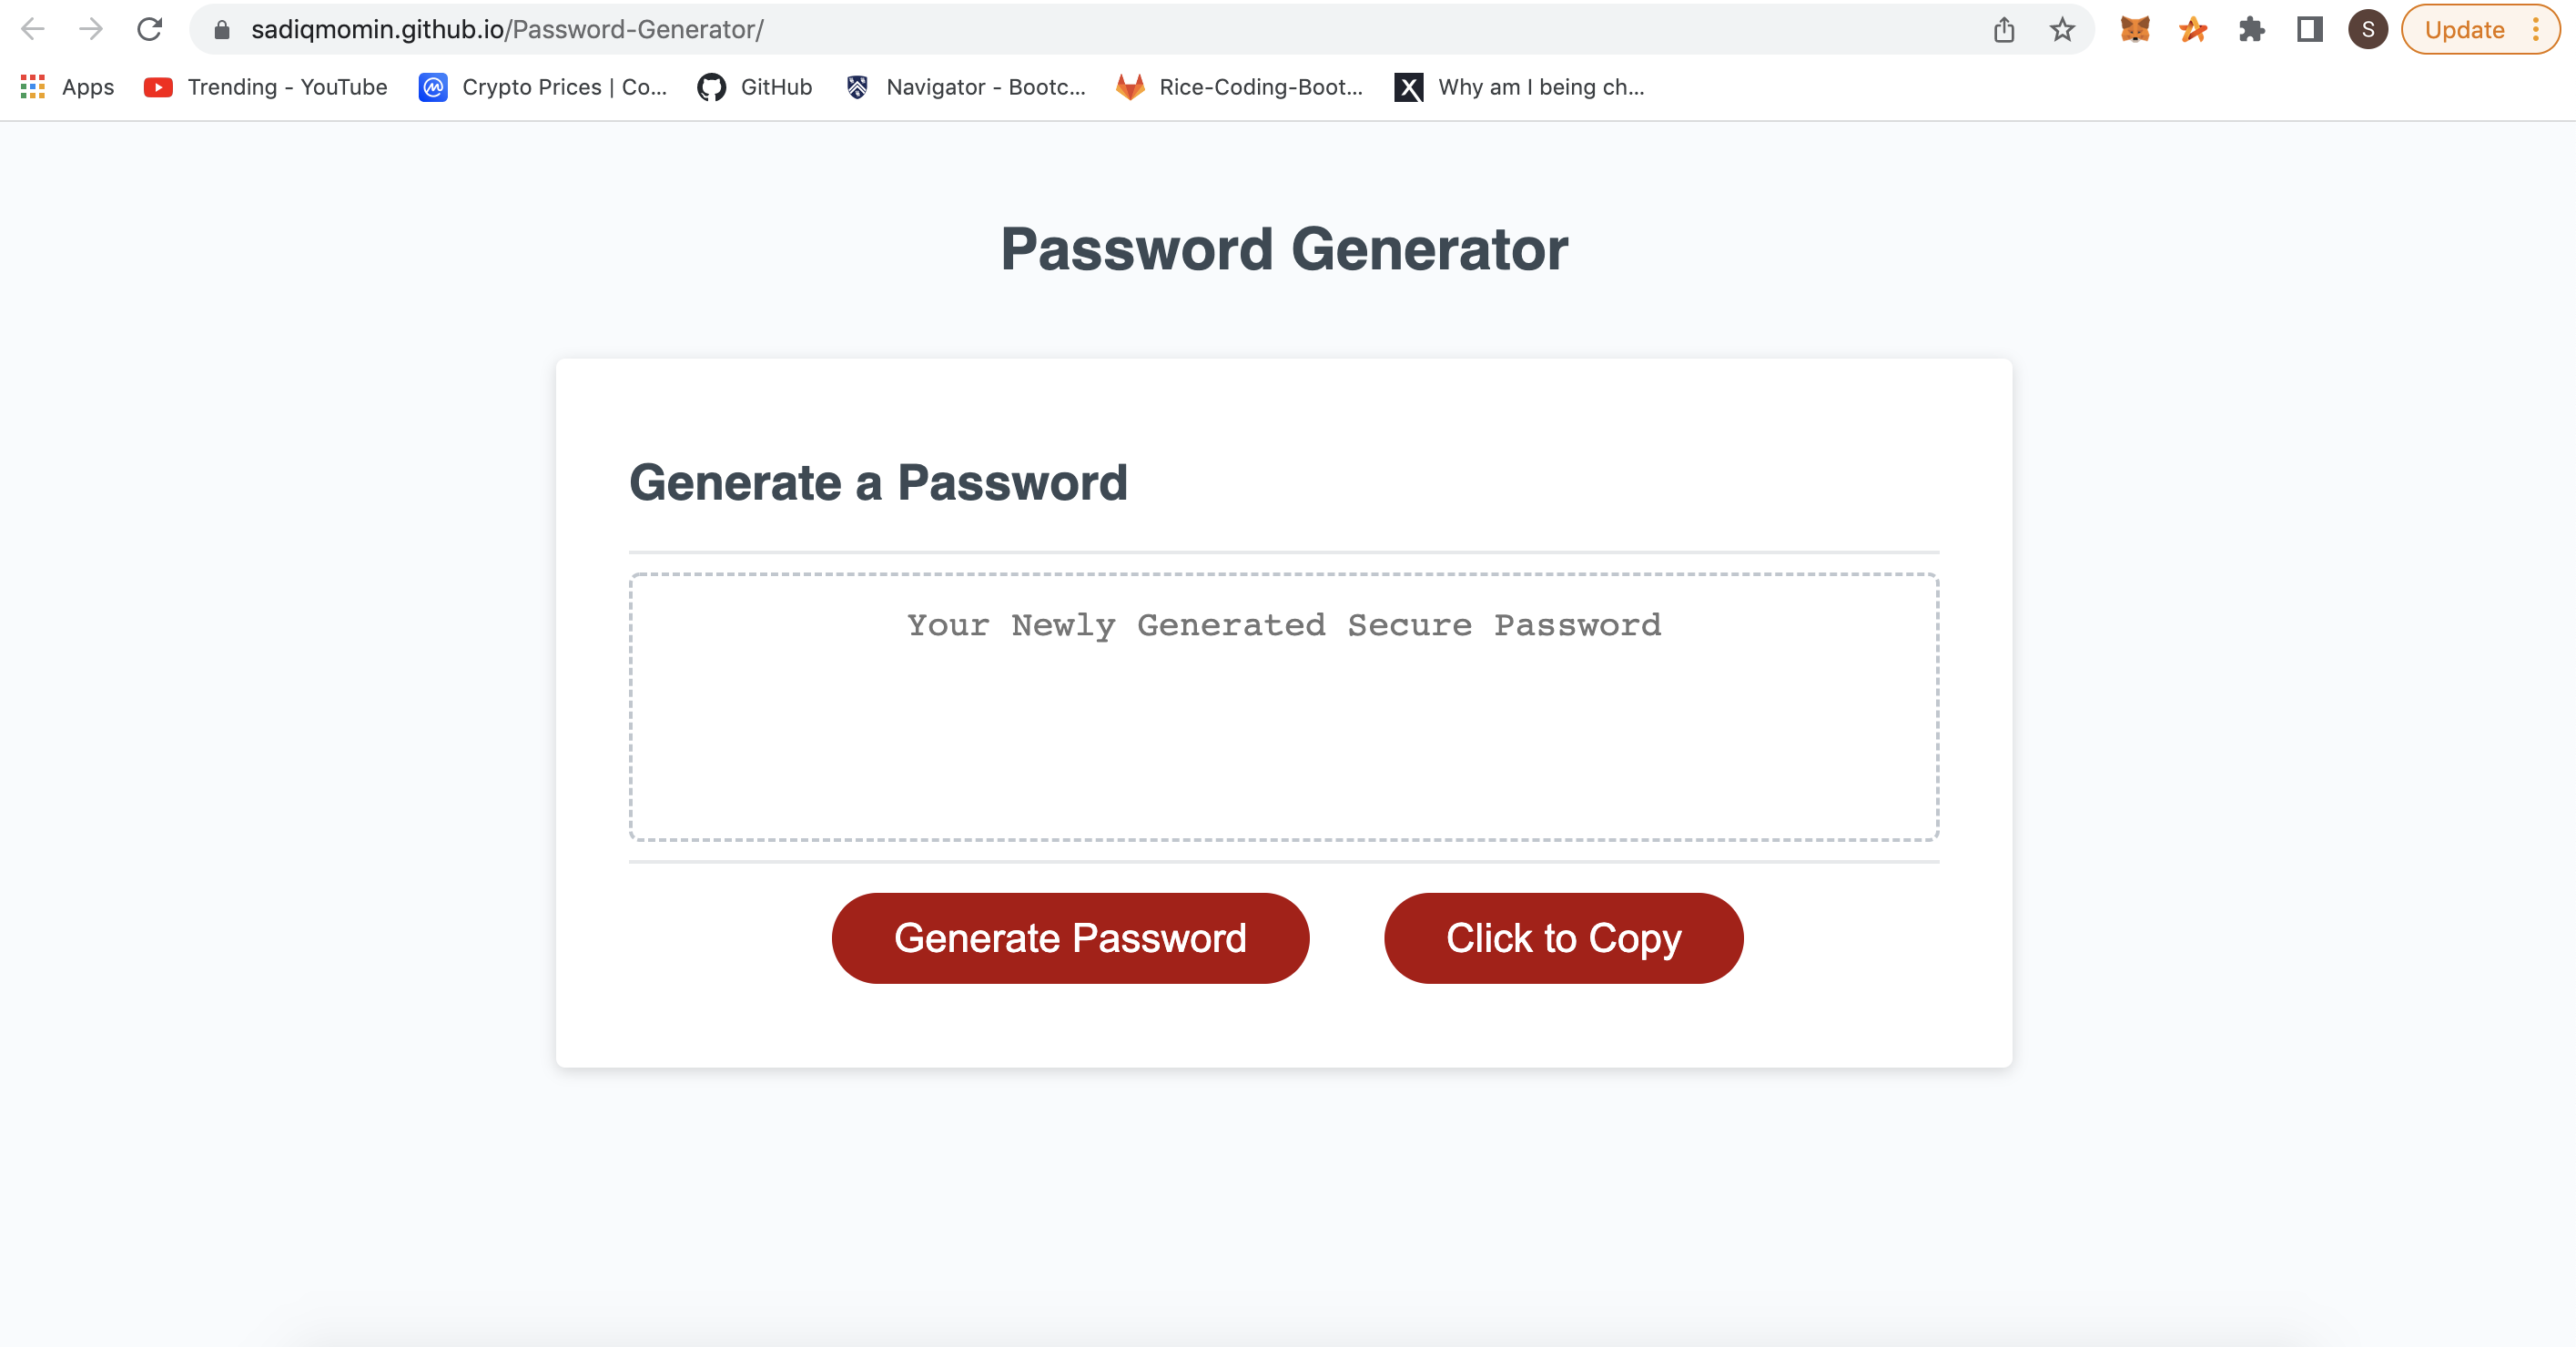 sadiqmomin.github.io/Password-Generator/
S
Update
Apps
Trending - YouTube
Crypto Prices | Co...
GitHub
Navigator - Bootc...
Rice-Coding-Boot...
Why am I being ch...
Password Generator
Generate a Password
Your Newly Generated Secure Password
Generate Password
Click to Copy